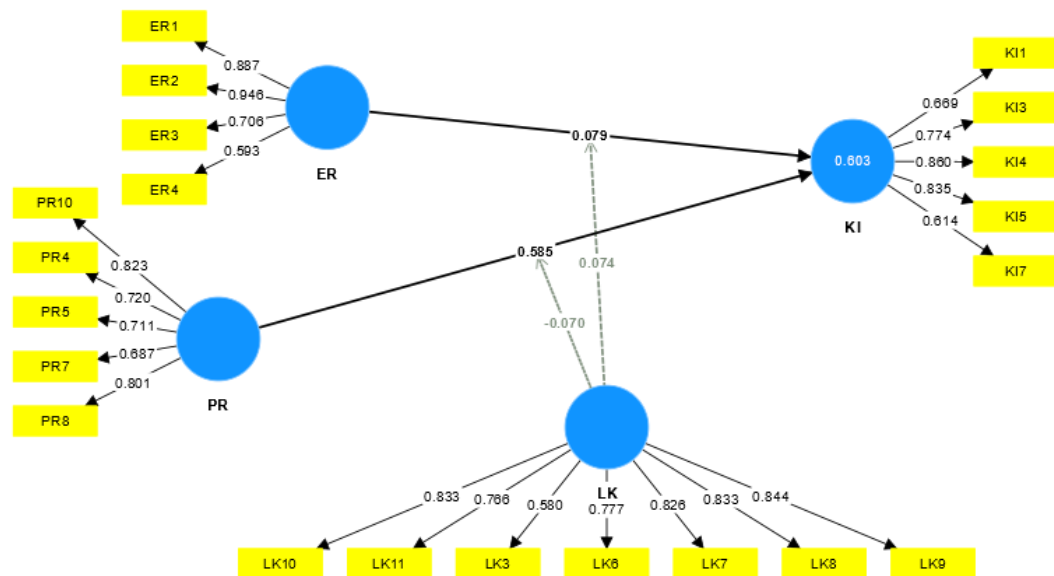 ER1
ER2
ER3
ER4
0.887
0.946
0.706
0.593
ER
PR10
PR4
PR5
PR7
PR8
0.823
0.720
0.711
0.687
0.801
PR
0.079
0.585
0.074
-0.070
0.603
KI
0.669
0.774
0.860
0.835
0.614
KI1
KI3
KI4
KI5
KI7
LK
0.833
0.766
0.580
0.777
0.826
0.833
0.844
LK10
LK11
LK3
LK6
LK7
LK8
LK9